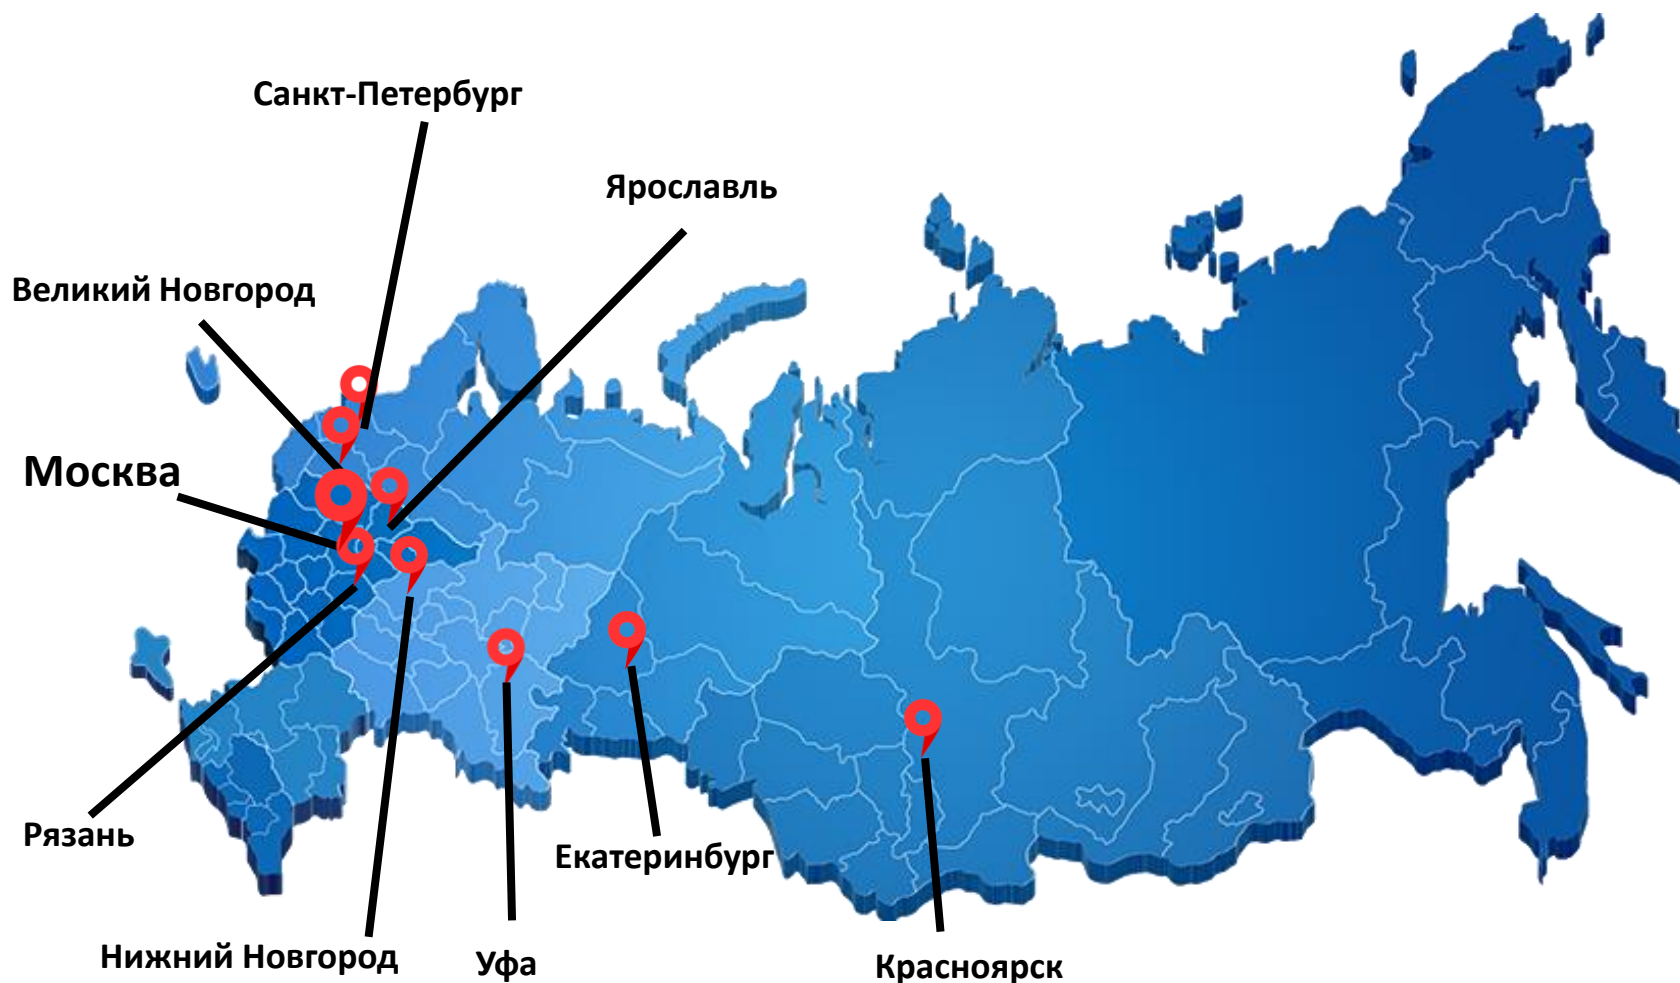 Санкт-Петербург
Ярославль
Великий Новгород
Москва
Рязань
Екатеринбург
Нижний Новгород
Уфа
Красноярск